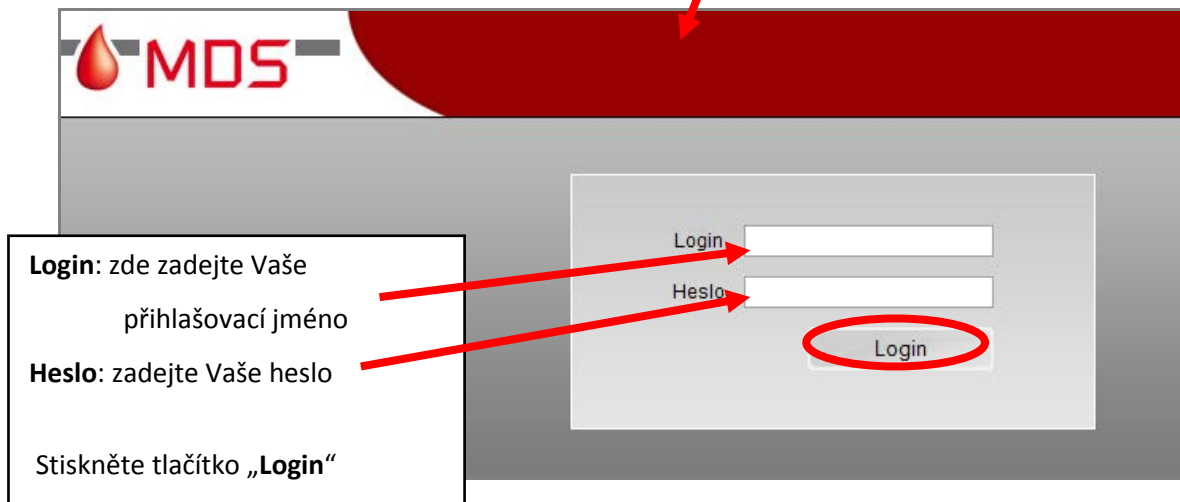 MDS
Login
Heslo
Login
Login: zde zadejte Vaše
přihlašovací jméno
Heslo: zadejte Vaše heslo
Stiskněte tlačítko „Login“